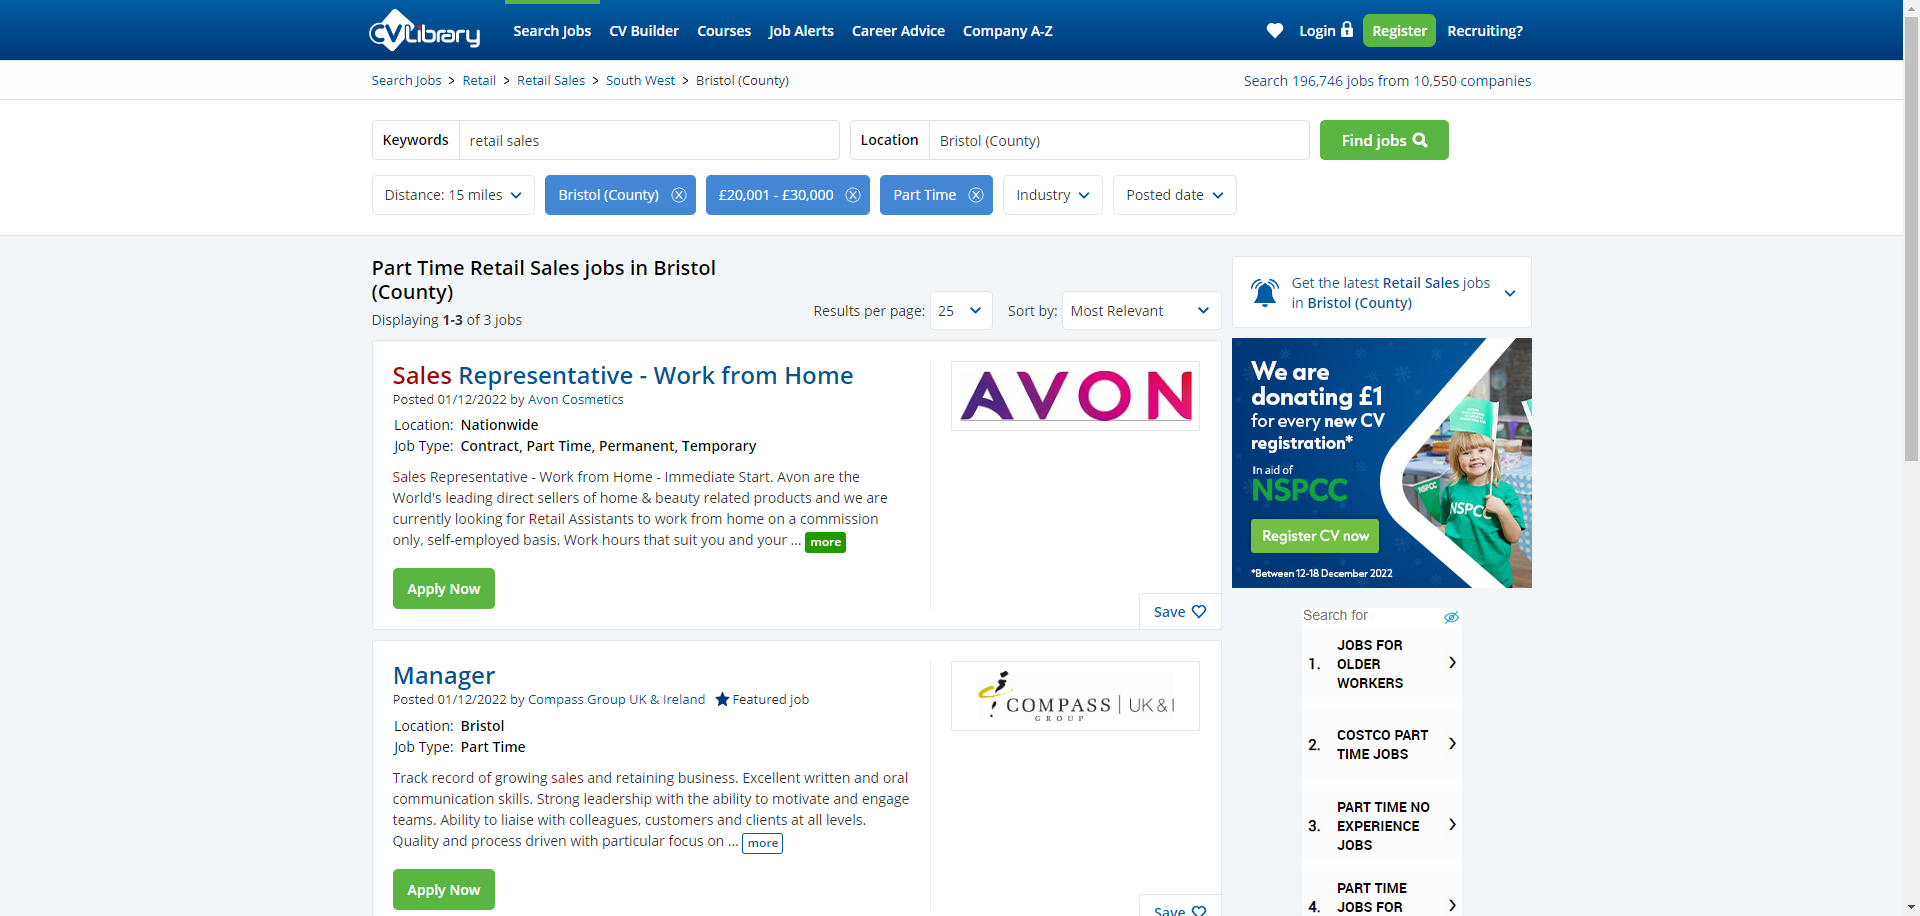 CVLibrary
Search Jobs CV Builder Courses Job Alerts Career Advice Company A-Z Login Register Recruiting?
Search Jobs > Retail > Retail Sales > South West > Bristol (County)
Search 196,746 jobs from 10,550 companies
Keywords retail sales Location Bristol (County) Find jobs
Distance: 15 miles Bristol (County) £20,001 - £30,000 Part Time Industry Posted date
Part Time Retail Sales jobs in Bristol
(County)
Displaying 1-3 of 3 jobs
Results per page: 25 Sort by: Most Relevant
Sales Representative - Work from Home
Posted 01/12/2022 by Avon Cosmetics
Location: Nationwide
Job Type: Contract, Part Time, Permanent, Temporary
Sales Representative - Work from Home - Immediate Start. Avon are the
World's leading direct sellers of home & beauty related products and we are
currently looking for Retail Assistants to work from home on a commission
only, self-employed basis. Work hours that suit you and your ... more
Apply Now
AVON
Save
Manager
Posted 01/12/2022 by Compass Group UK & Ireland Featured job
Location: Bristol
Job Type: Part Time
Track record of growing sales and retaining business. Excellent written and oral
communication skills. Strong leadership with the ability to motivate and engage
teams. Ability to liaise with colleagues, customers and clients at all levels.
Quality and process driven with particular focus on ... more
Apply Now
COMPASS | UK & I
GROUP
Save
Get the latest Retail Sales jobs
in Bristol (County)
We are
donating £1
for every new CV
registration*
In aid of
NSPCC
Register CV now
*Between 12-18 December 2022
NSPCC
NSPCC
Search for
1. JOBS FOR
OLDER
WORKERS
2. COSTCO PART
TIME JOBS
3. PART TIME NO
EXPERIENCE
JOBS
4. PART TIME
JOBS FOR